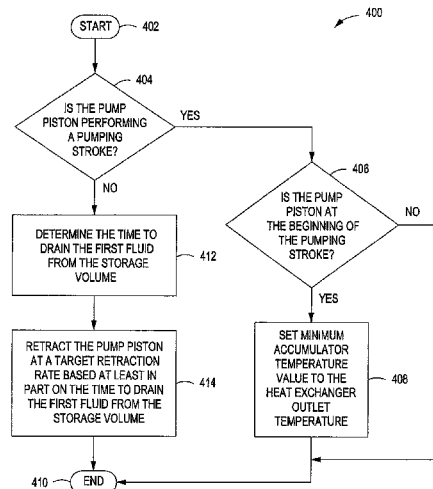 START
402
400
404
IS THE PUMP
PISTON PERFORMING
A PUMPING
STROKE?
YES
NO
406
IS THE PUMP
PISTON AT
THE BEGINNING OF
THE PUMPING
STROKE?
NO
YES
DETERMINE THE TIME TO
DRAIN THE FIRST FLUID
FROM THE STORAGE
VOLUME
412
SET MINIMUM
ACCUMULATOR
TEMPERATURE
VALUE TO THE
HEAT EXCHANGER
OUTLET
TEMPERATURE
408
RETRACT THE PUMP PISTON
AT A TARGET RETRACTION
RATE BASED AT LEAST IN
PART ON THE TIME TO DRAIN
THE FIRST FLUID FROM THE
STORAGE VOLUME
414
410
END